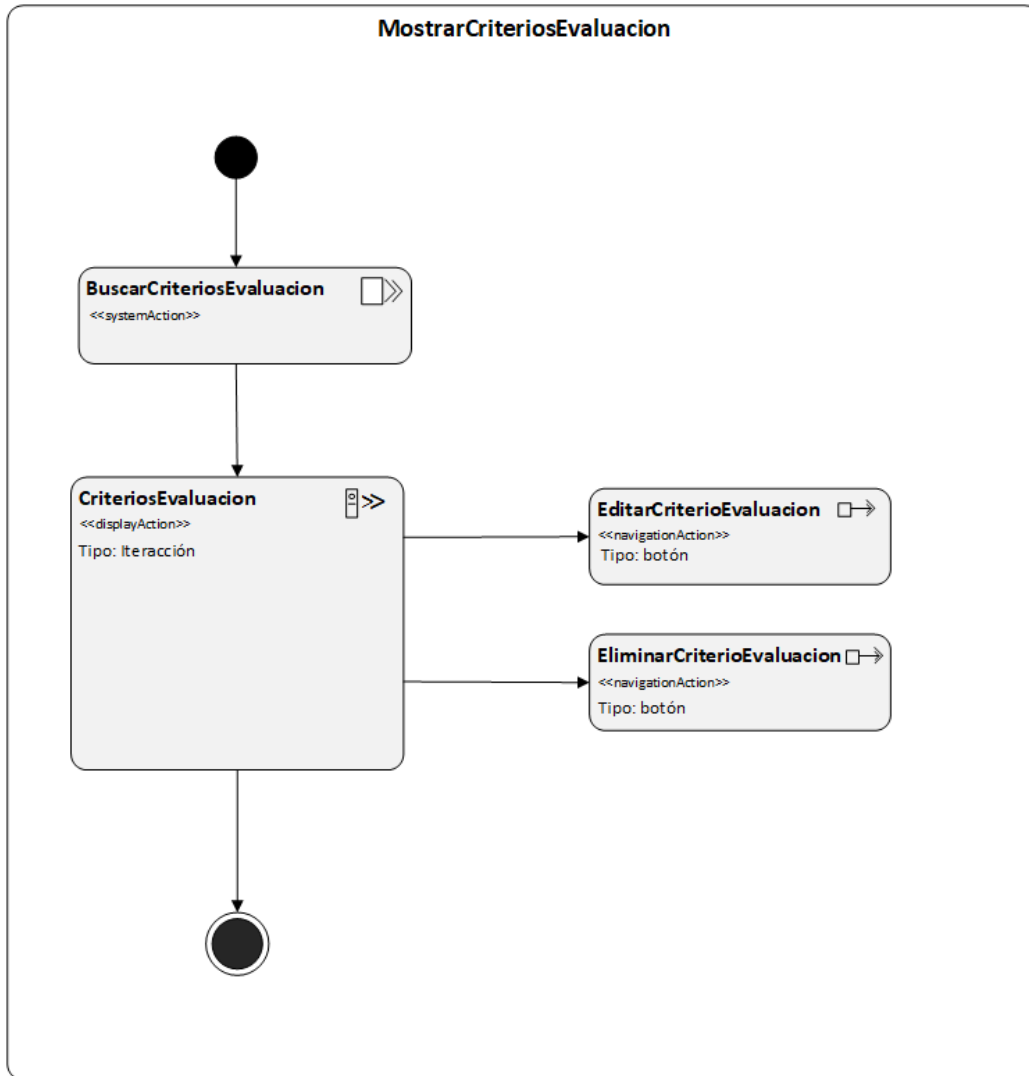 MostrarCriteriosEvaluacion
BuscarCriteriosEvaluacion
<<systemAction>>
CriteriosEvaluacion
<<displayAction>>
Tipo: Iteracción
EditarCriterioEvaluacion
<<navigationAction>>
Tipo: botón
EliminarCriterioEvaluacion
<<navigationAction>>
Tipo: botón